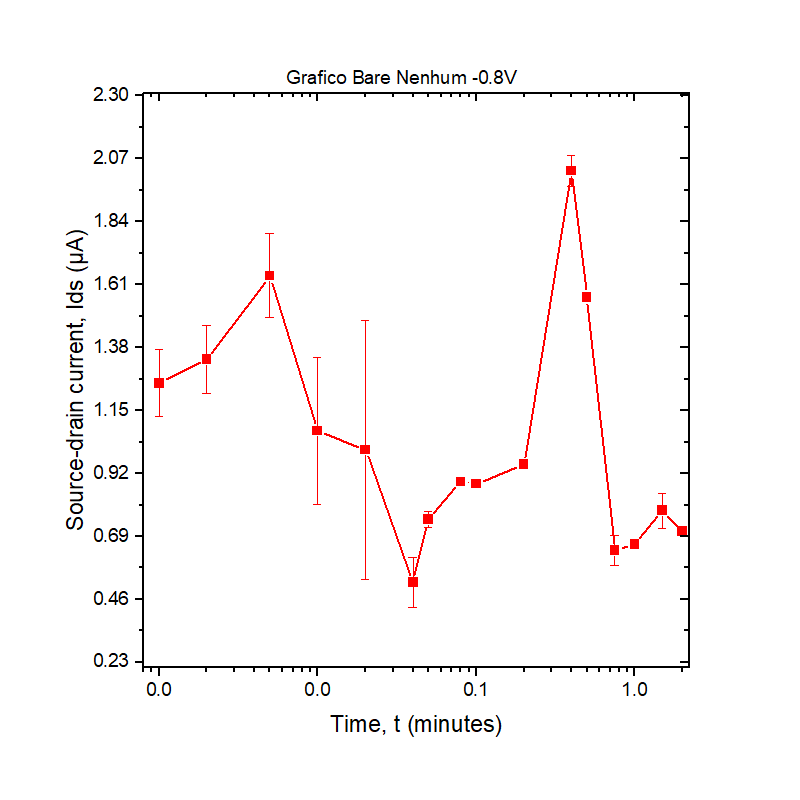 Grafico Bare Nenhum -0.8V
2.30
2.07
1.84
1.61
1.38
1.15
0.92
0.69
0.46
0.23
Source-drain current, Ids (µA)
0.0 0.0 0.1 1.0
Time, t (minutes)